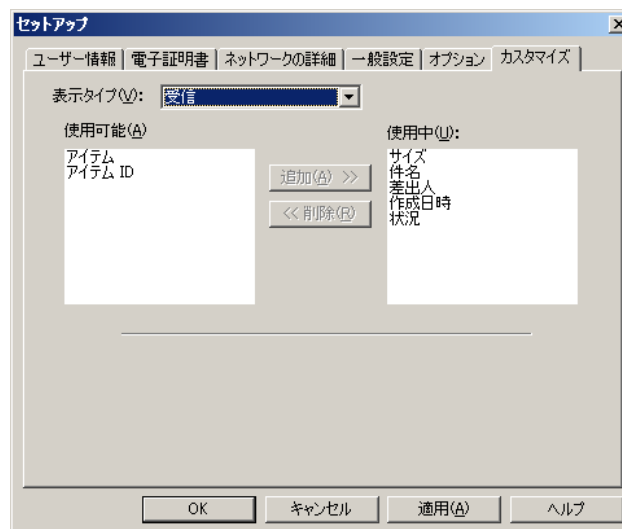 セットアップ
ユーザー情報 電子証明書 ネットワークの詳細 一般設定 オプション カスタマイズ
表示タイプ(V): 受信
使用可能(A)
使用中(U):
アイテム
アイテム ID
追加(A) >>
<< 削除(R)
サイズ
件名
差出人
作成日時
状況
OK キャンセル 適用(A) ヘルプ